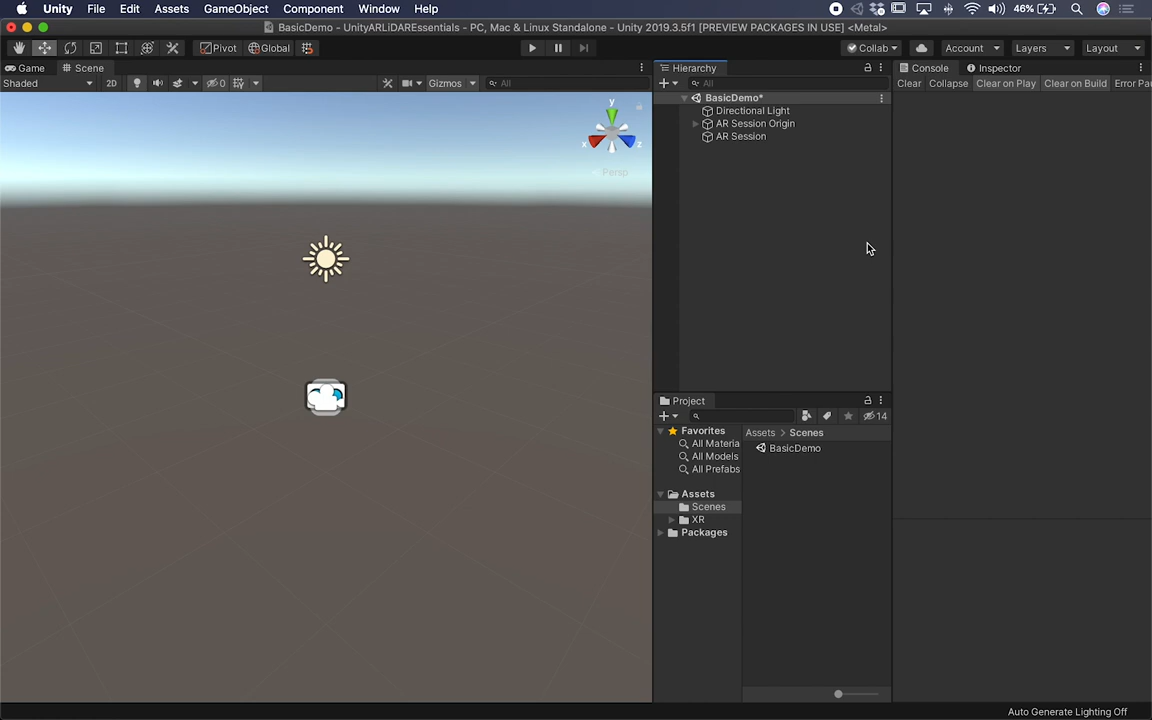 Unity File Edit Assets GameObject Component Window Help 46%
BasicDemo - UnityARLiDAREssentials - PC, Mac & Linux Standalone - Unity 2019.3.5f1 [PREVIEW PACKAGES IN USE] <Metal>
Pivot Global Collab Account Layers Layout
Game Scene
Shaded 2D 0 Gizmos All
y
x
z
Persp
Hierarchy
All
BasicDemo*
Directional Light
AR Session Origin
AR Session
Console Inspector
Clear Collapse Clear on Play Clear on Build Error Pa
Project
14
Favorites
All Materia
All Models
All Prefabs
Assets
Scenes
XR
Packages
Assets > Scenes
BasicDemo
Auto Generate Lighting Off